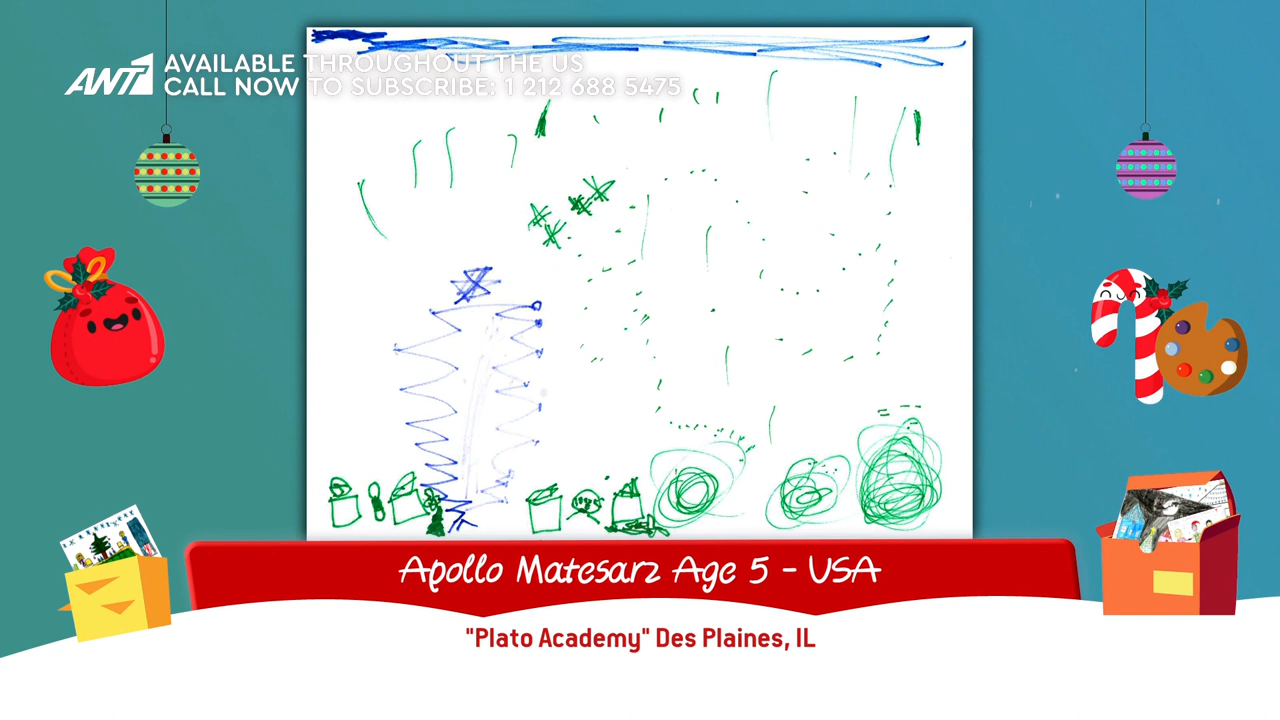 ANT1
AVAILABLE THROUGHOUT THE US
CALL NOW TO SUBSCRIBE: 1 212 688 5475
Apollo Matesarz Age 5 - USA
"Plato Academy" Des Plaines, IL